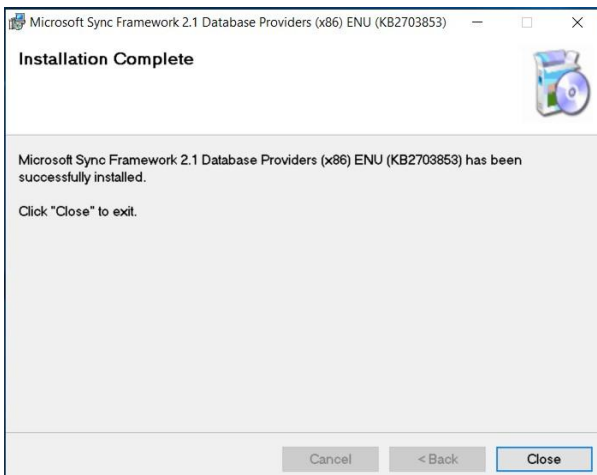 Microsoft Sync Framework 2.1 Database Providers (x86) ENU (KB2703853)
Installation Complete
Microsoft Sync Framework 2.1 Database Providers (x86) ENU (KB2703853) has been
successfully installed.
Click "Close" to exit.
Cancel
< Back
Close